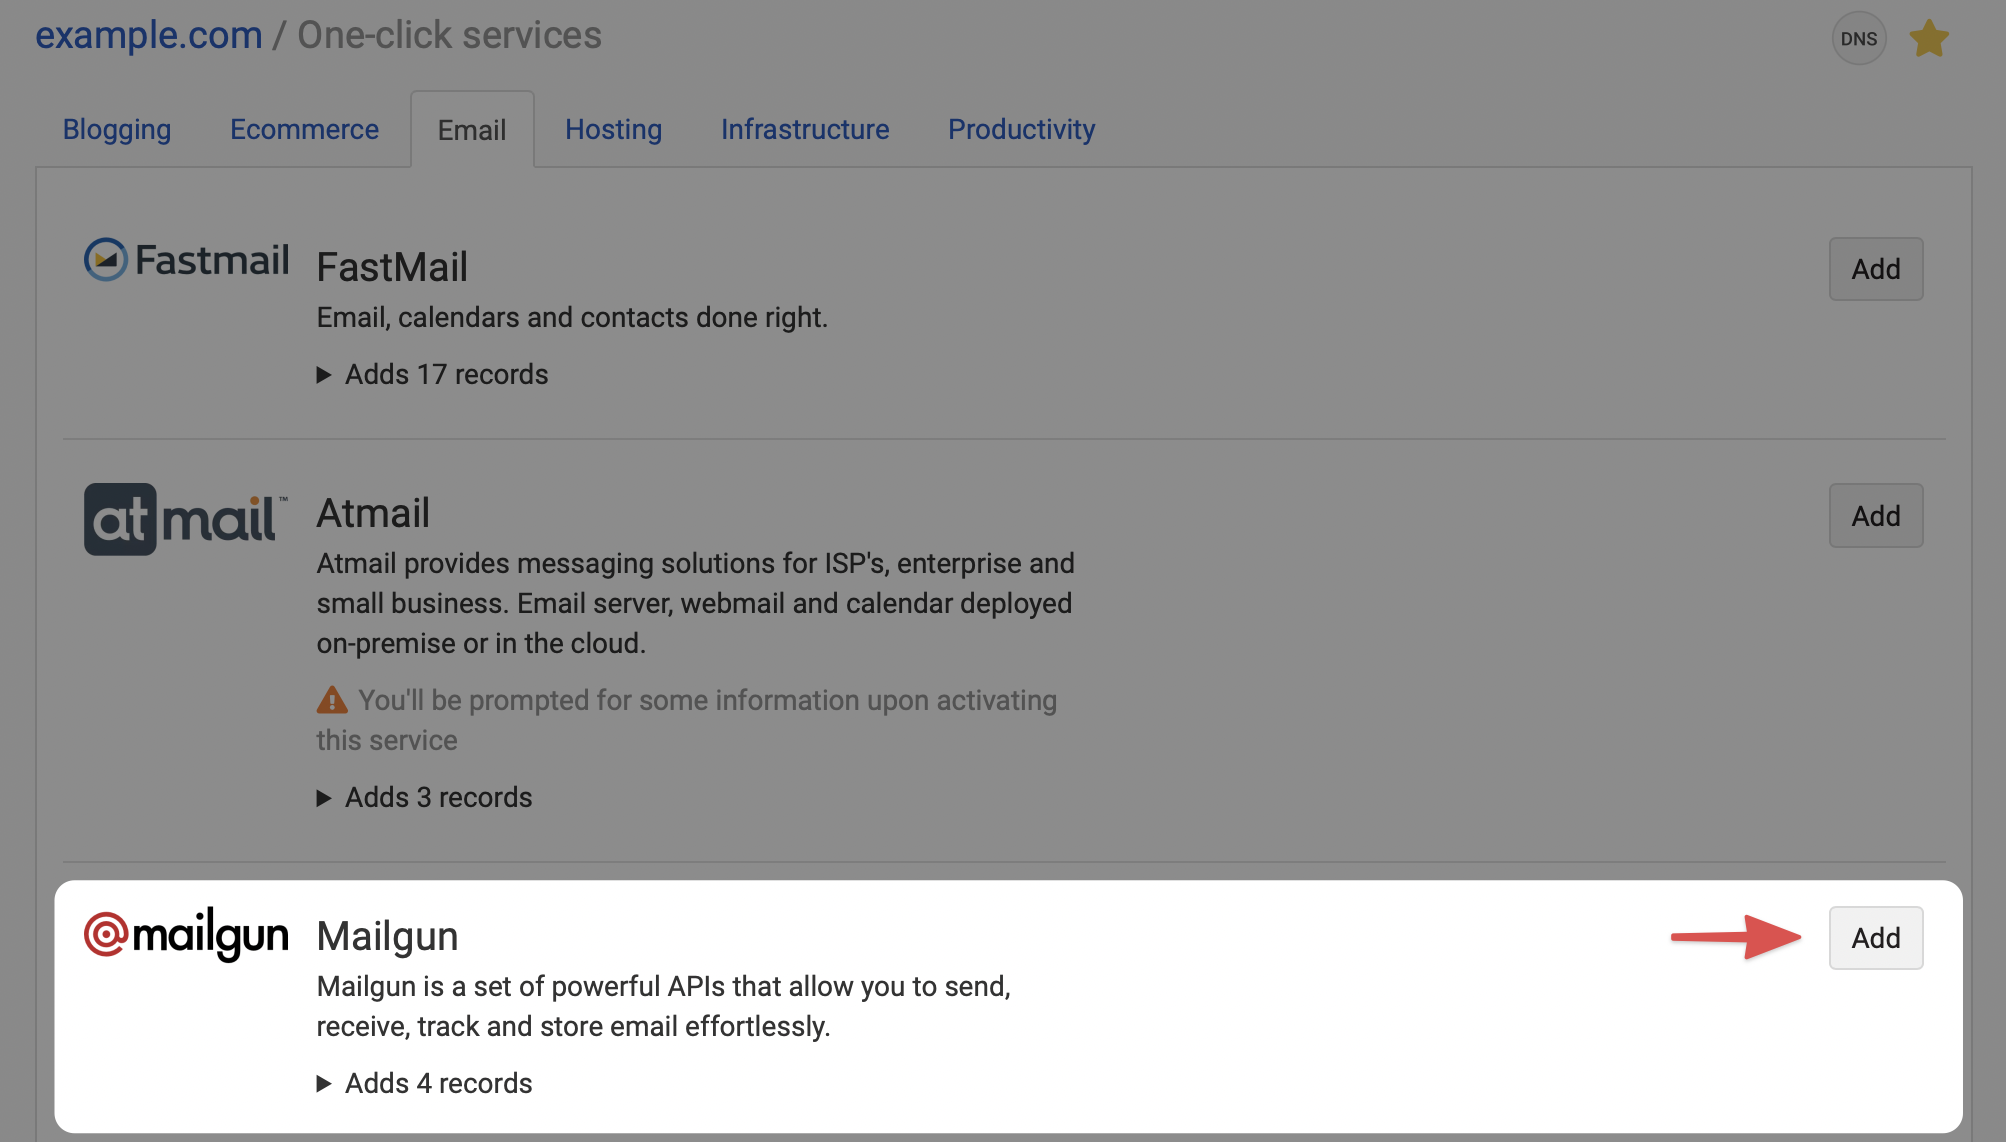 example.com / One-click services
DNS
Blogging Ecommerce Email Hosting Infrastructure Productivity
Fastmail
FastMail
Add
Email, calendars and contacts done right.
Adds 17 records
atmail™
Atmail
Add
Atmail provides messaging solutions for ISP's, enterprise and
small business. Email server, webmail and calendar deployed
on-premise or in the cloud.
You'll be prompted for some information upon activating
this service
Adds 3 records
mailgun
Mailgun
Add
Mailgun is a set of powerful APIs that allow you to send,
receive, track and store email effortlessly.
Adds 4 records